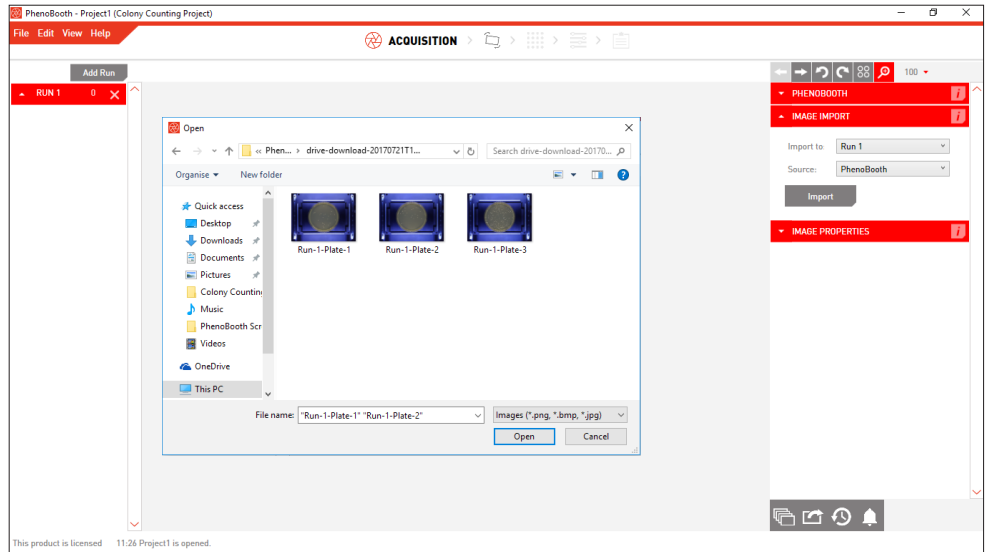 PhenoBooth - Project1 (Colony Counting Project)
File Edit View Help
ACQUISITION
Add Run
RUN 1 0
100
PHENOBOOTH
IMAGE IMPORT
Import to: Run 1
Source: PhenoBooth
Import
IMAGE PROPERTIES
Open
« Phen... › drive-download-20170721T1...
Search drive-download-20170...
Organise New folder
Quick access
Desktop
Downloads
Documents
Pictures
Colony Counting
Music
PhenoBooth Scr
Videos
OneDrive
This PC
Run-1-Plate-1 Run-1-Plate-2 Run-1-Plate-3
File name: "Run-1-Plate-1" "Run-1-Plate-2"
Images (*.png, *.bmp, *.jpg)
Open Cancel
This product is licensed 11:26 Project1 is opened.